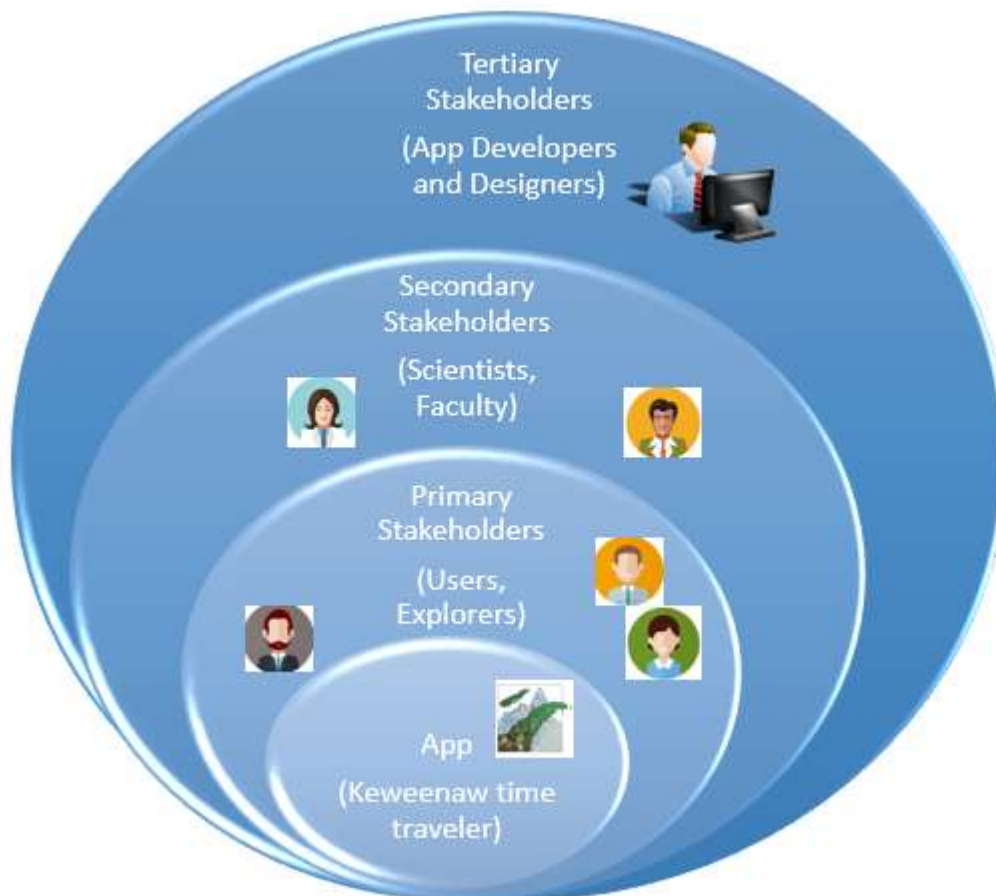 Tertiary
Stakeholders
(App Developers
and Designers)
Secondary
Stakeholders
(Scientists,
Faculty)
Primary
Stakeholders
(Users,
Explorers)
App
(Keweenaw time
traveler)